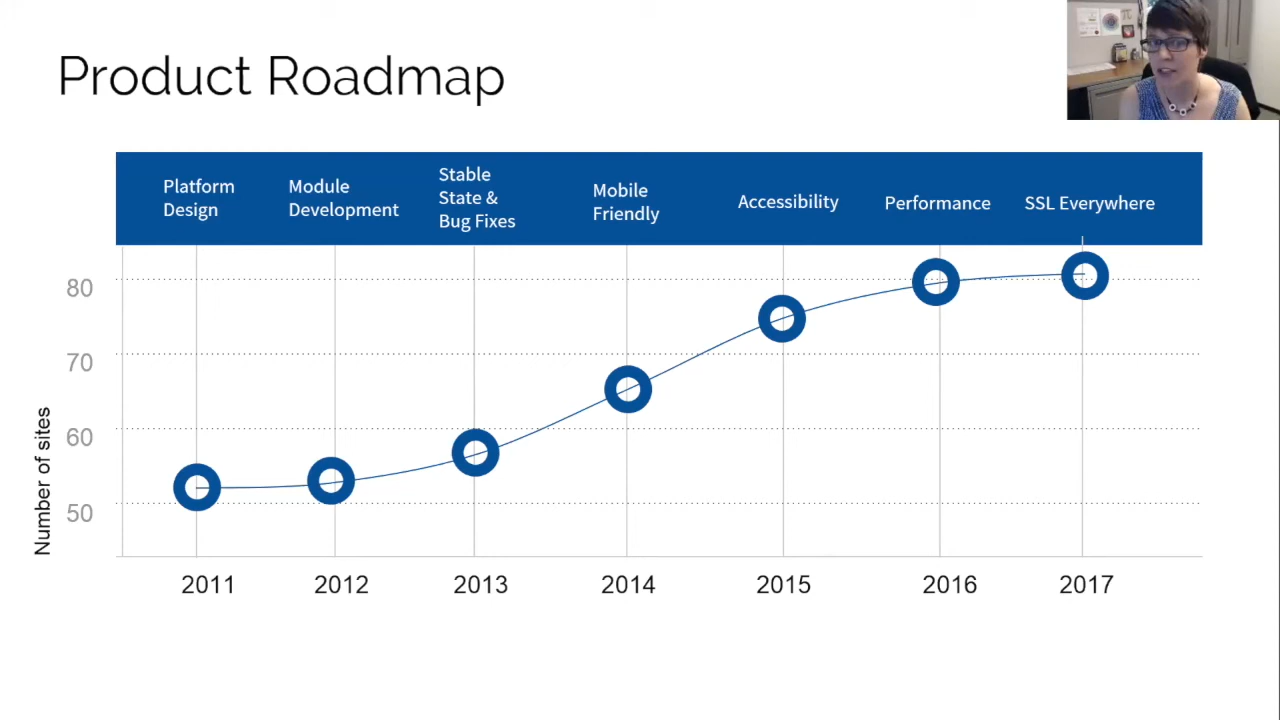 Product Roadmap
Platform
Design
Module
Development
Stable
State &
Bug Fixes
Mobile
Friendly
Accessibility
Performance
SSL Everywhere
80
70
60
50
Number of sites
2011
2012
2013
2014
2015
2016
2017